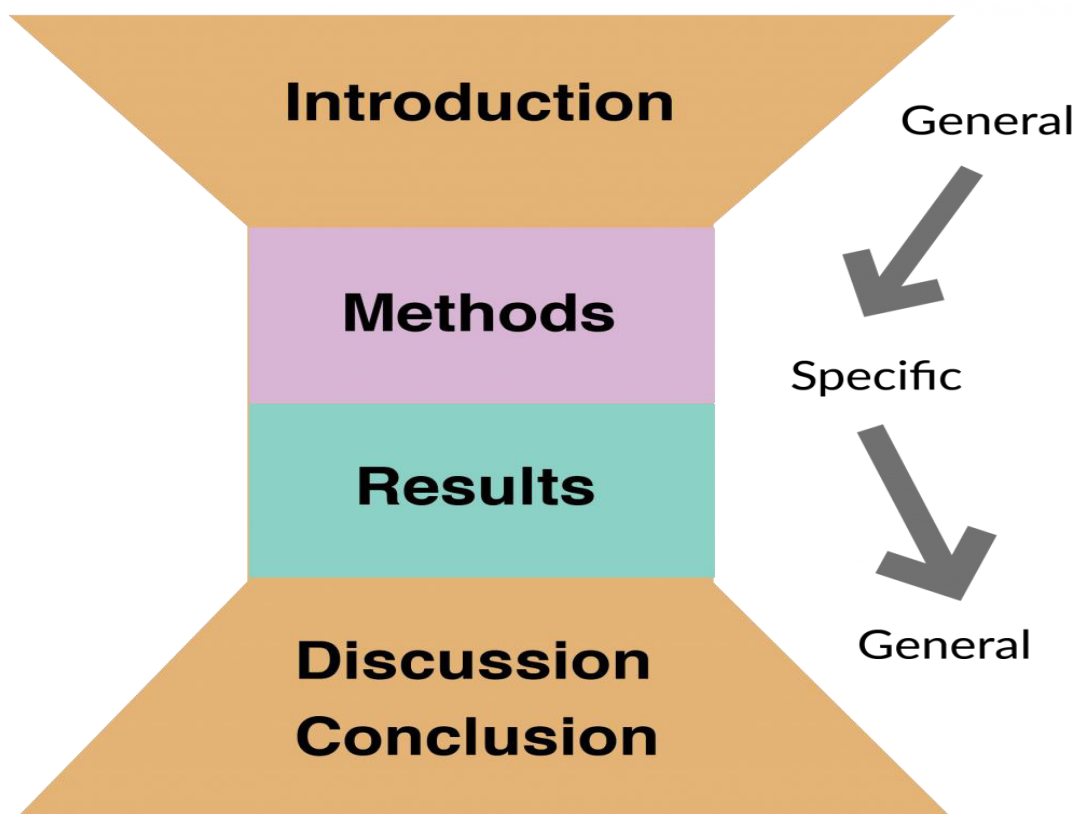 Introduction
General
Methods
Specific
Results
Discussion
General
Conclusion